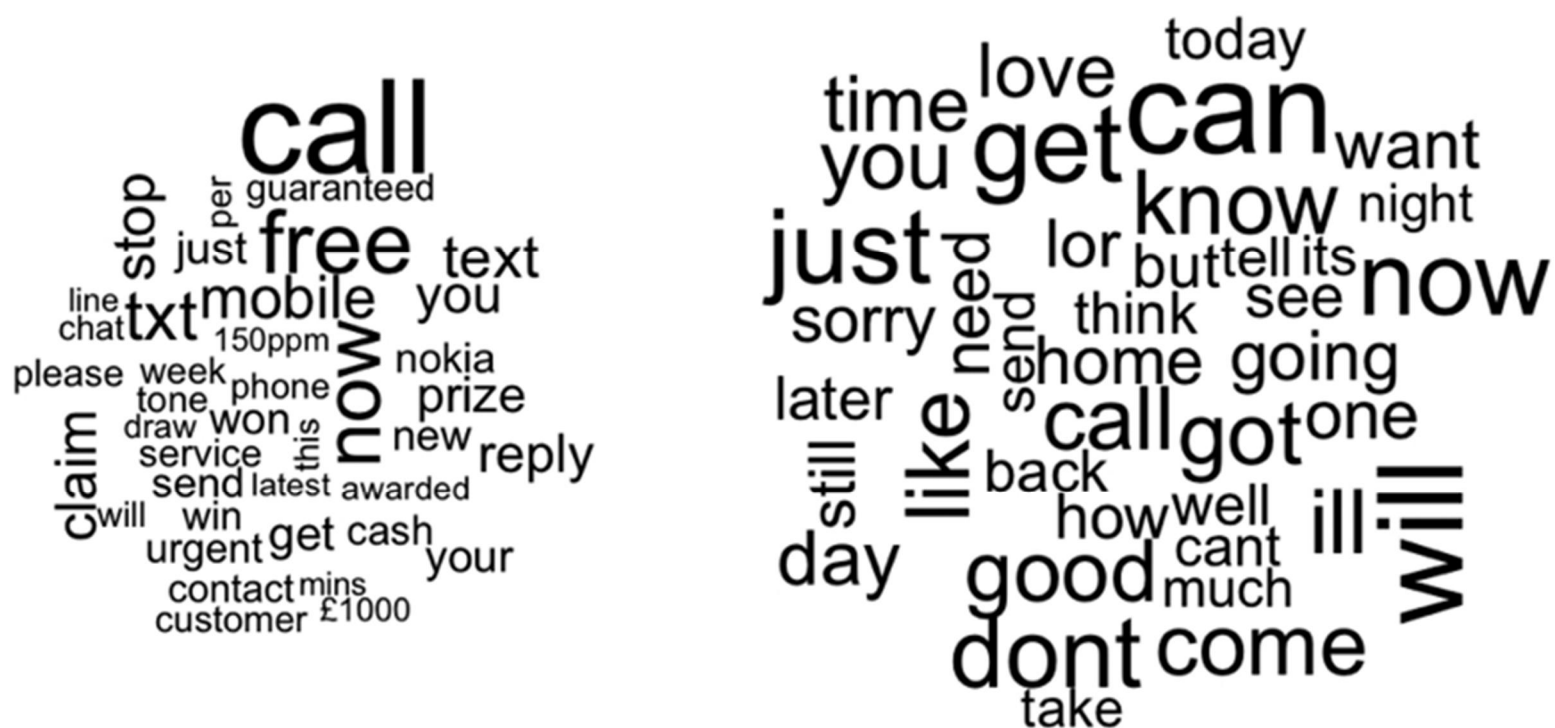 call
guaranteed
per
stop
just
free
text
line
txt
mobile
you
chat
150ppm
now
nokia
please
week
phone
prize
tone
draw
won
this
new
reply
claim
service
send
latest
awarded
will
win
get
cash
urgent
your
contact
mins
customer
£1000
today
love
time
can
get
want
you
know
night
just
need
lor
but
tell
its
now
see
sorry
send
think
home
going
later
like
call
got
one
still
back
how
well
ill
will
day
cant
good
much
dont
come
take